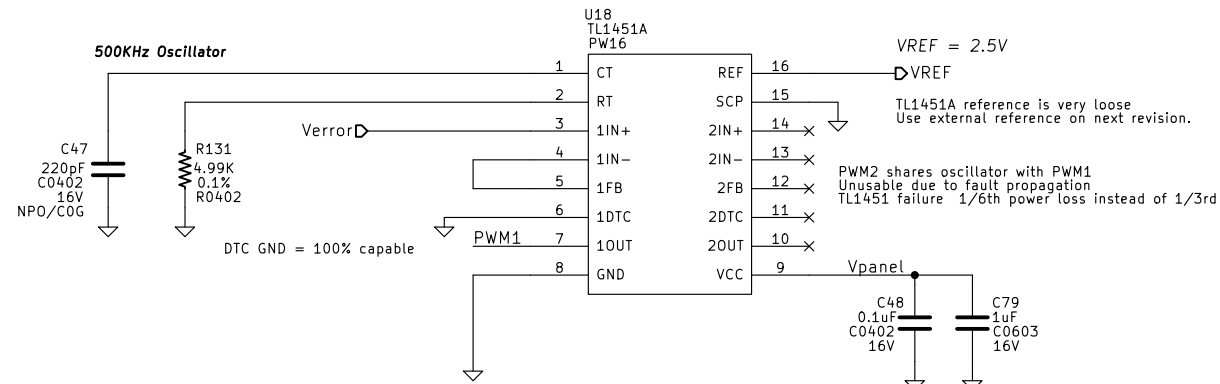 U18
TL1451A
PW16
500KHz Oscillator
VREF = 2.5V
1 CT REF 16 VREF
2 RT SCP 15
TL1451A reference is very loose
Use external reference on next revision.
Verror 3 1IN+ 2IN+ 14
C47
220pF
C0402
16V
NPO/C0G
R131
4.99K
0.1%
R0402
4 1IN- 2IN- 13
5 1FB 2FB 12
PWM2 shares oscillator with PWM1
Unusable due to fault propagation
TL1451 failure 1/6th power loss instead of 1/3rd
6 1DTC 2DTC 11
DTC GND = 100% capable
PWM1 7 1OUT 2OUT 10
8 GND VCC 9 Vpanel
C48
0.1uF
C0402
16V
C79
1uF
C0603
16V